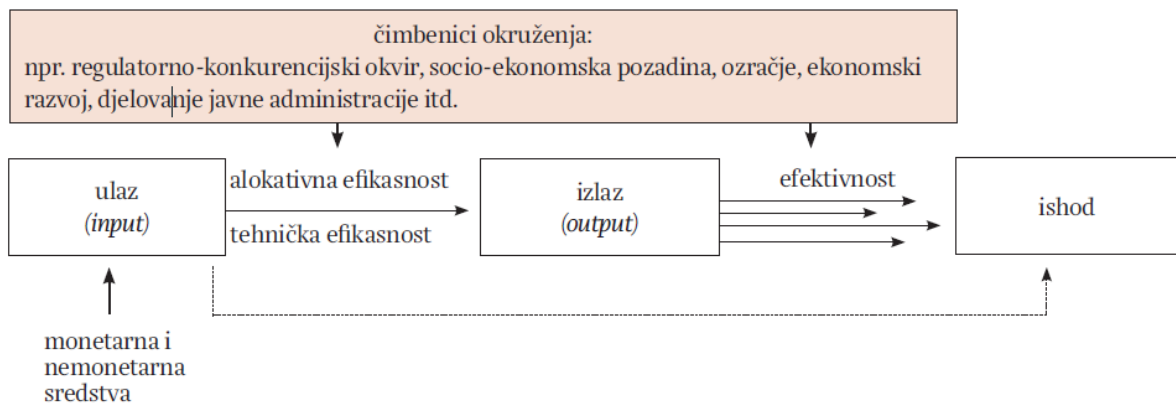 čimbenici okruženja:
npr. regulatorno-konkurencijski okvir, socio-ekonomska pozadina, ozračje, ekonomski
razvoj, djelovanje javne administracije itd.
ulaz
(input)
alokativna efikasnost
tehnička efikasnost
izlaz
(output)
efektivnost
ishod
monetarna i
nemonetarna
sredstva